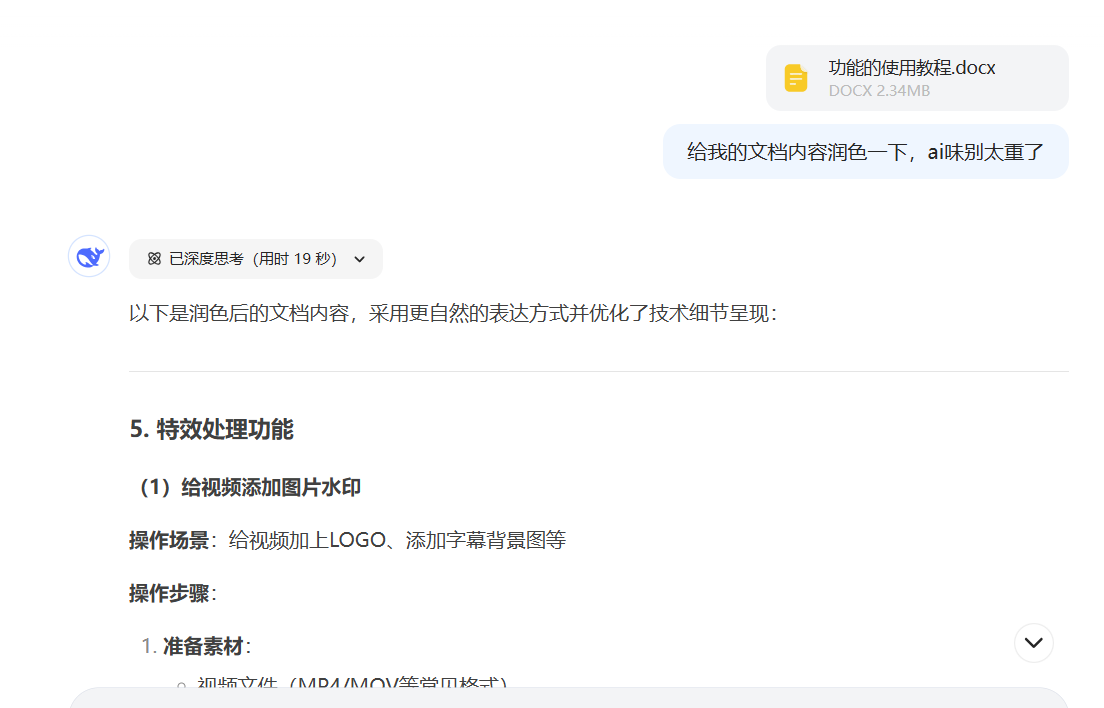 功能的使用教程.docx
DOCX 2.34MB
给我的文档内容润色一下，ai味别太重了
已深度思考（用时 19 秒）
以下是润色后的文档内容，采用更自然的表达方式并优化了技术细节呈现：
5. 特效处理功能
（1）给视频添加图片水印
操作场景：给视频加上LOGO、添加字幕背景图等
操作步骤：
1. 准备素材：
视频文件（MP4/MOV等常见格式）